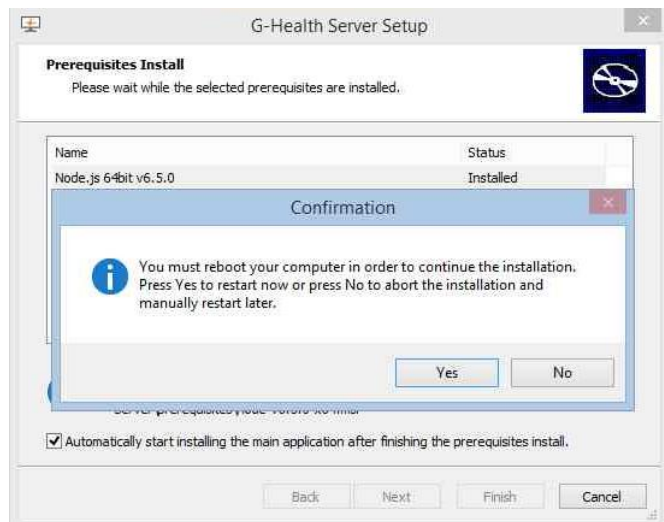 G-Health Server Setup
Prerequisites Install
Please wait while the selected prerequisites are installed.
Name Status
Node.js 64bit v6.5.0 Installed
Confirmation
You must reboot your computer in order to continue the installation.
Press Yes to restart now or press No to abort the installation and
manually restart later.
Yes No
Automatically start installing the main application after finishing the prerequisites install.
Back Next Finish Cancel